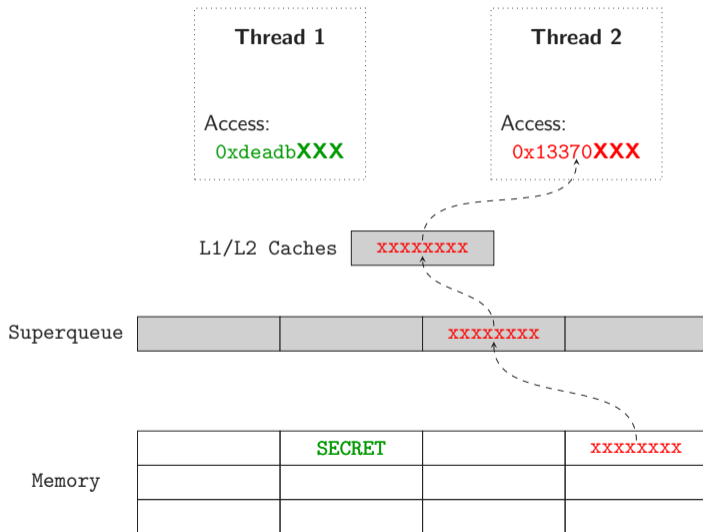 Thread 1
Thread 2
Access:
0xdeadbXXX
Access:
0x13370XXX
L1/L2 Caches
xxxxxxxx
Superqueue
xxxxxxxx
SECRET
xxxxxxxx
Memory